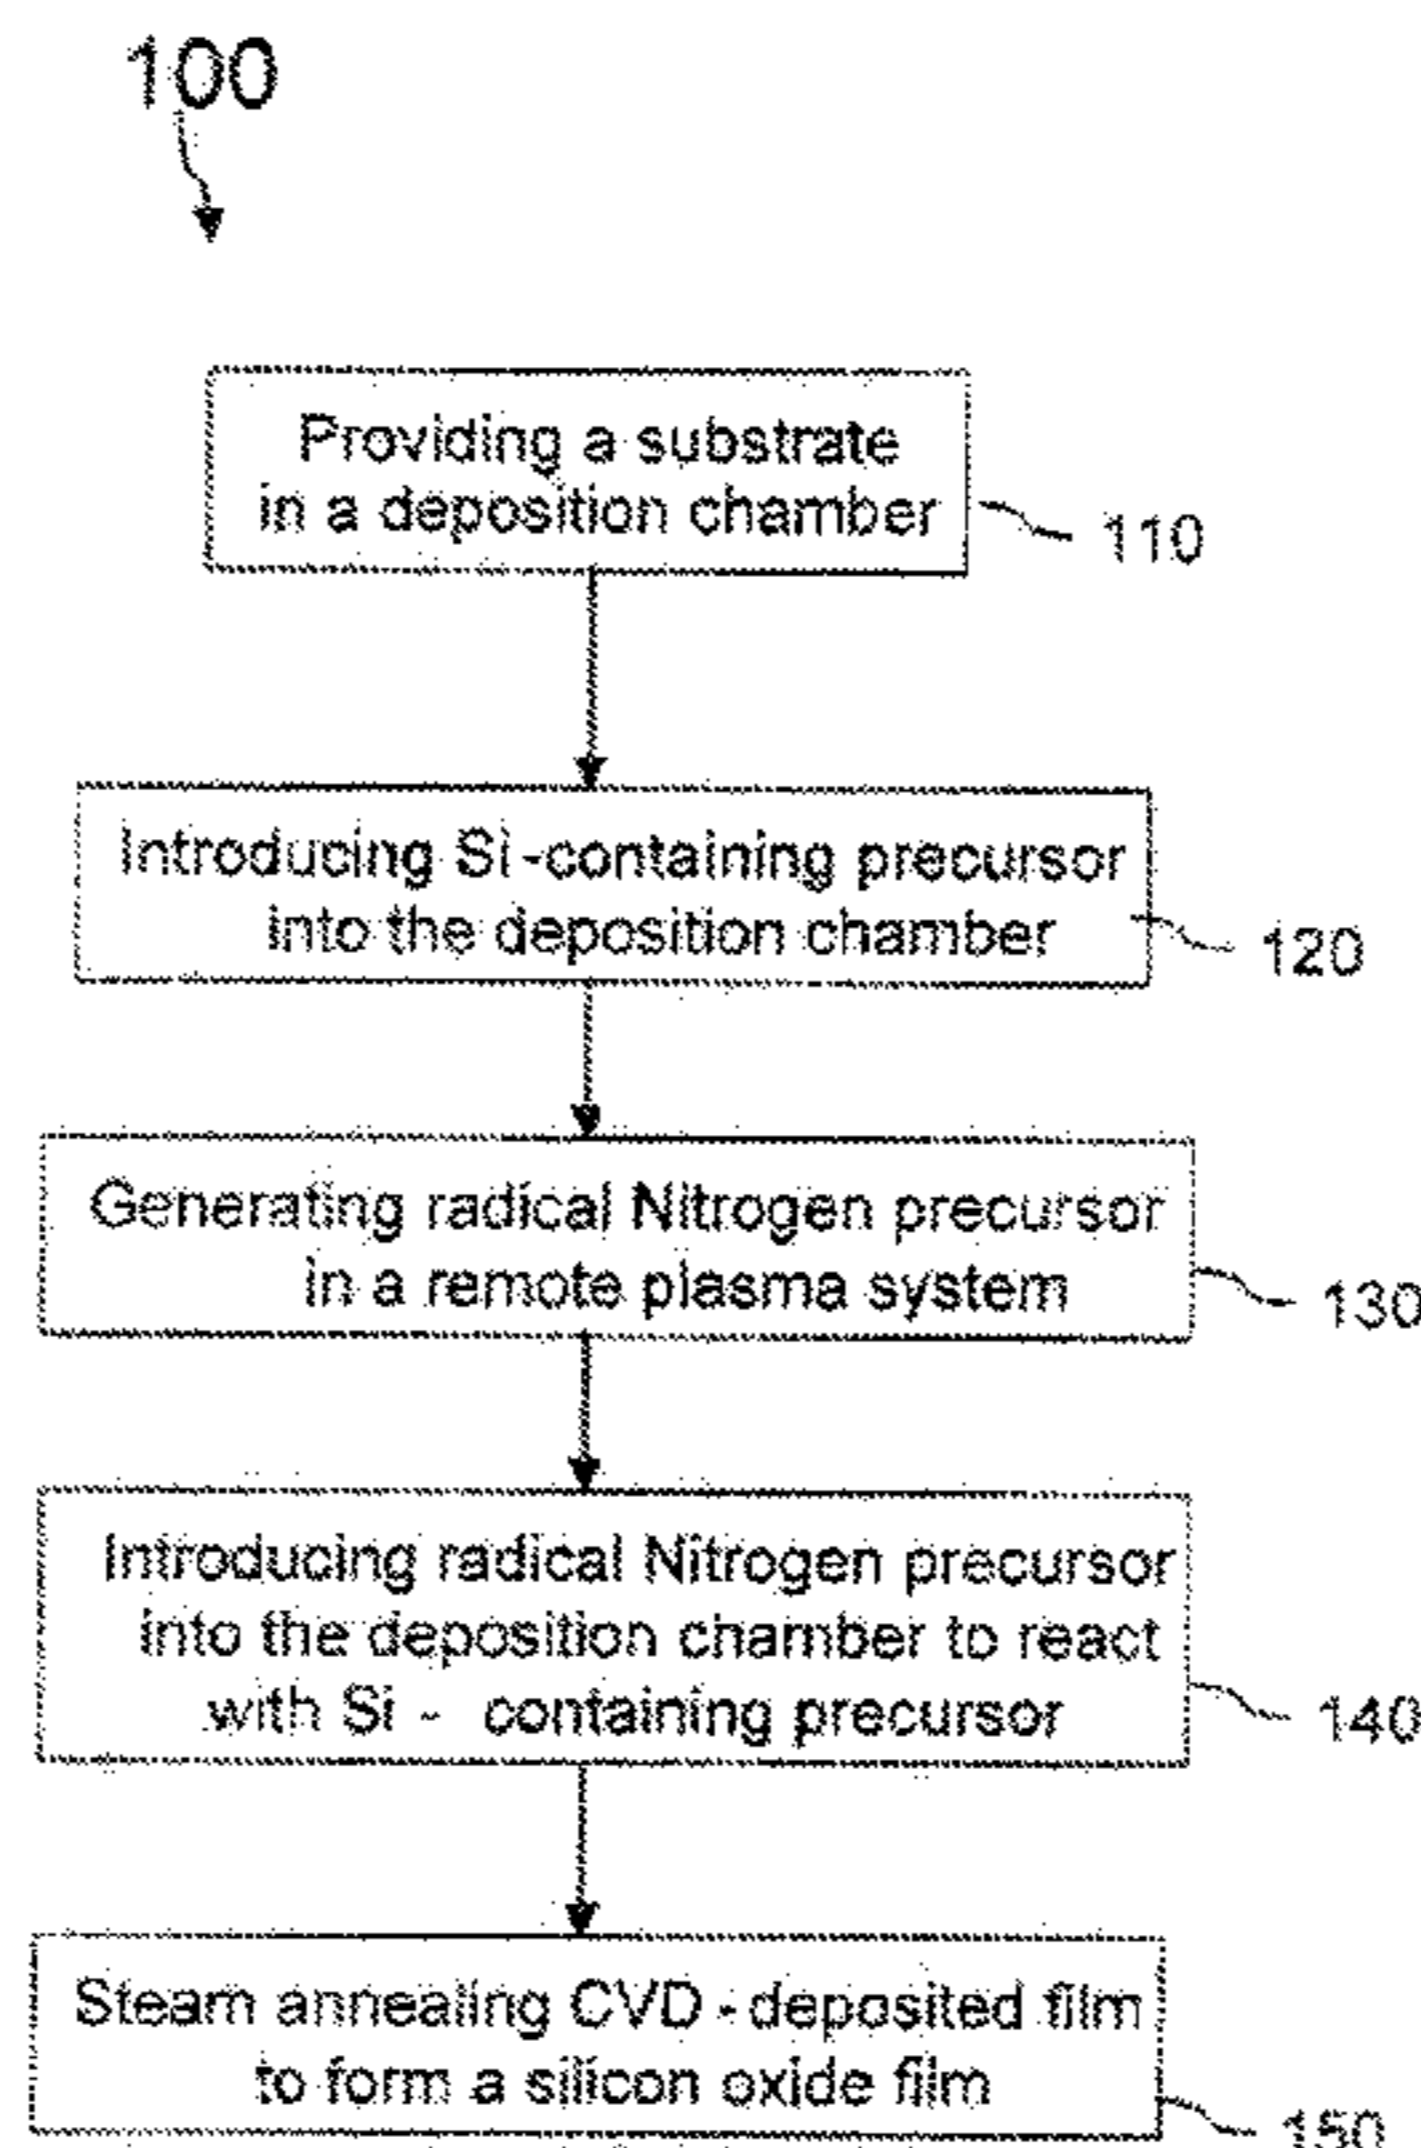 100
Providing a substrate
in a deposition chamber
110
Introducing Si-containing precursor
into the deposition chamber
120
Generating radical Nitrogen precursor
in a remote plasma system
130
Introducing radical Nitrogen precursor
into the deposition chamber to react
with Si - containing precursor
140
Steam annealing CVD - deposited film
to form a silicon oxide film
150